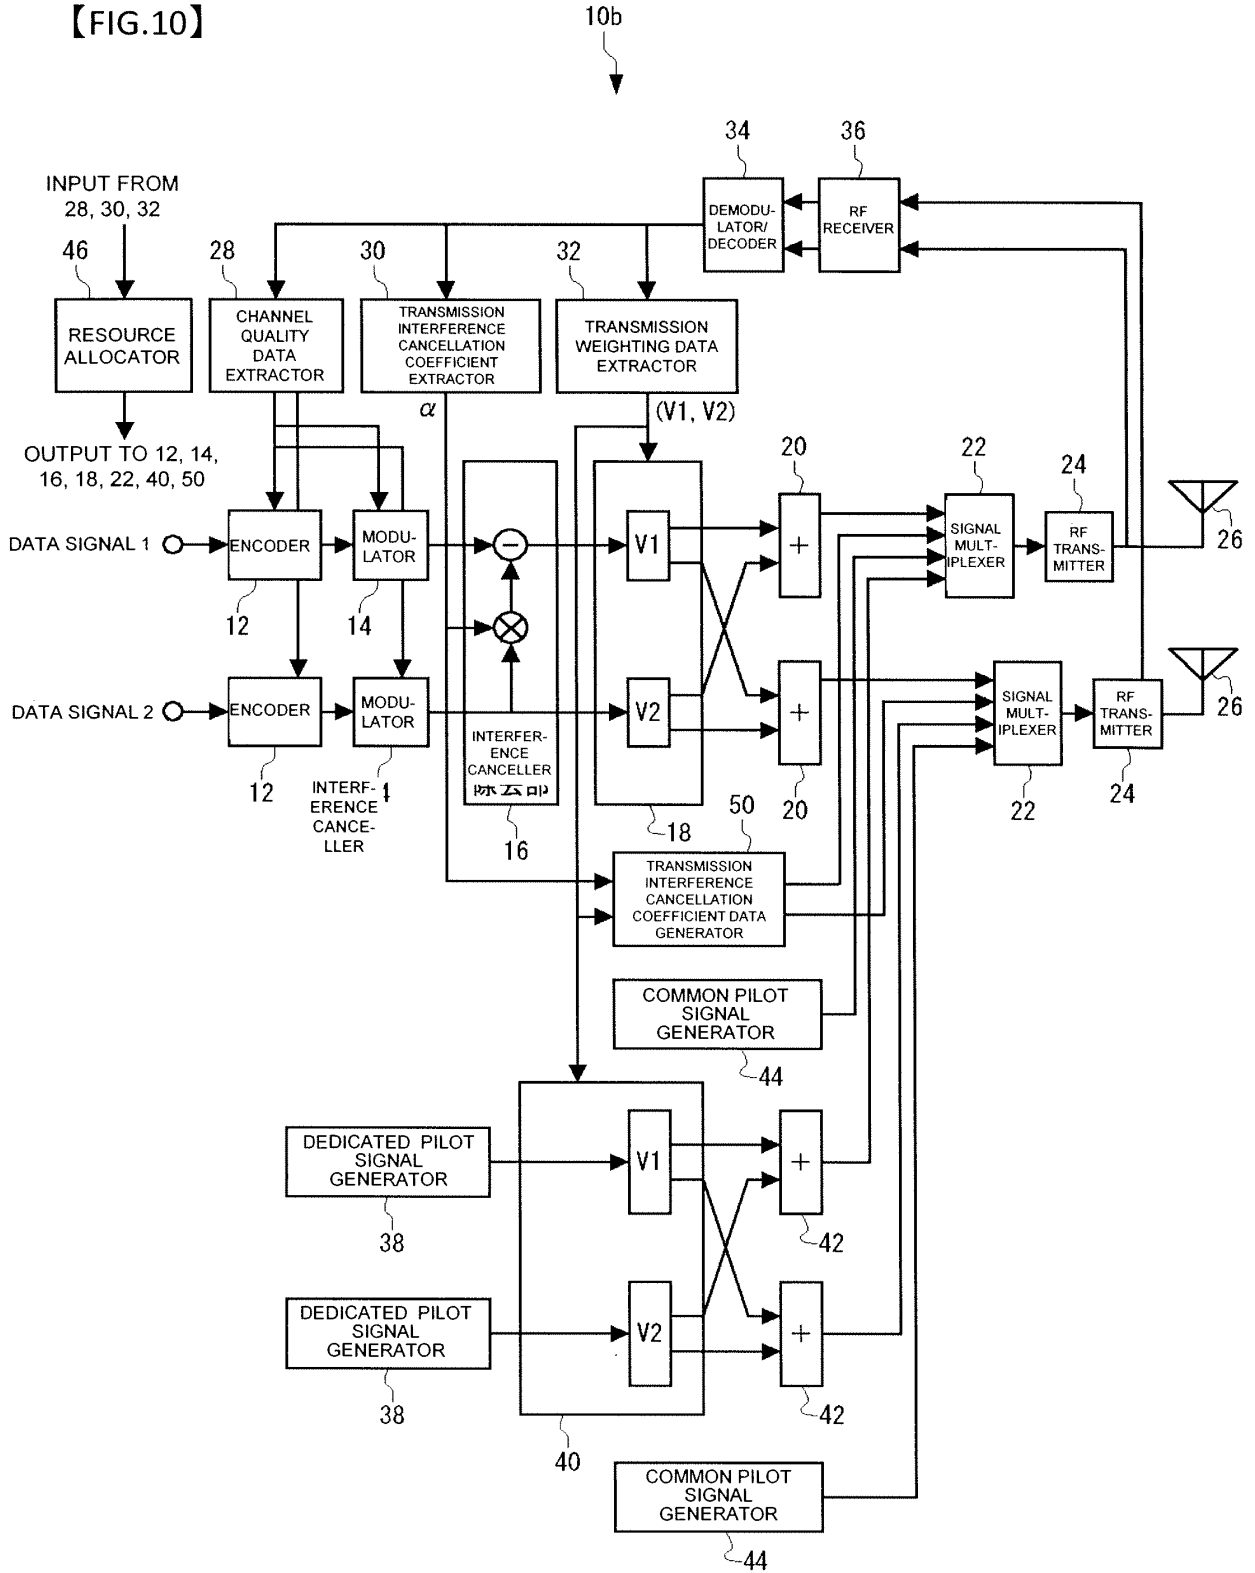 【FIG.10】
10b
34
36
INPUT FROM
28, 30, 32
DEMODU-
LATOR/
DECODER
RF
RECEIVER
46
28
30
32
RESOURCE
ALLOCATOR
CHANNEL
QUALITY
DATA
EXTRACTOR
TRANSMISSION
INTERFERENCE
CANCELLATION
COEFFICIENT
EXTRACTOR
TRANSMISSION
WEIGHTING DATA
EXTRACTOR
α
(V1, V2)
OUTPUT TO 12, 14,
16, 18, 22, 40, 50
20
22
24
26
DATA SIGNAL 1
ENCODER
MODU-
LATOR
−
V1
+
SIGNAL
MULT-
IPLEXER
RF
TRANS-
MITTER
12
14
DATA SIGNAL 2
ENCODER
MODU-
LATOR
V2
+
SIGNAL
MULT-
IPLEXER
RF
TRANS-
MITTER
26
INTERFER-
ENCE
CANCELLER
12
INTERF-
ERENCE
CANCE-
LLER
4
16
18
20
22
24
50
TRANSMISSION
INTERFERENCE
CANCELLATION
COEFFICIENT DATA
GENERATOR
COMMON PILOT
SIGNAL
GENERATOR
44
DEDICATED PILOT
SIGNAL
GENERATOR
V1
+
38
42
DEDICATED PILOT
SIGNAL
GENERATOR
V2
+
38
42
40
COMMON PILOT
SIGNAL
GENERATOR
44